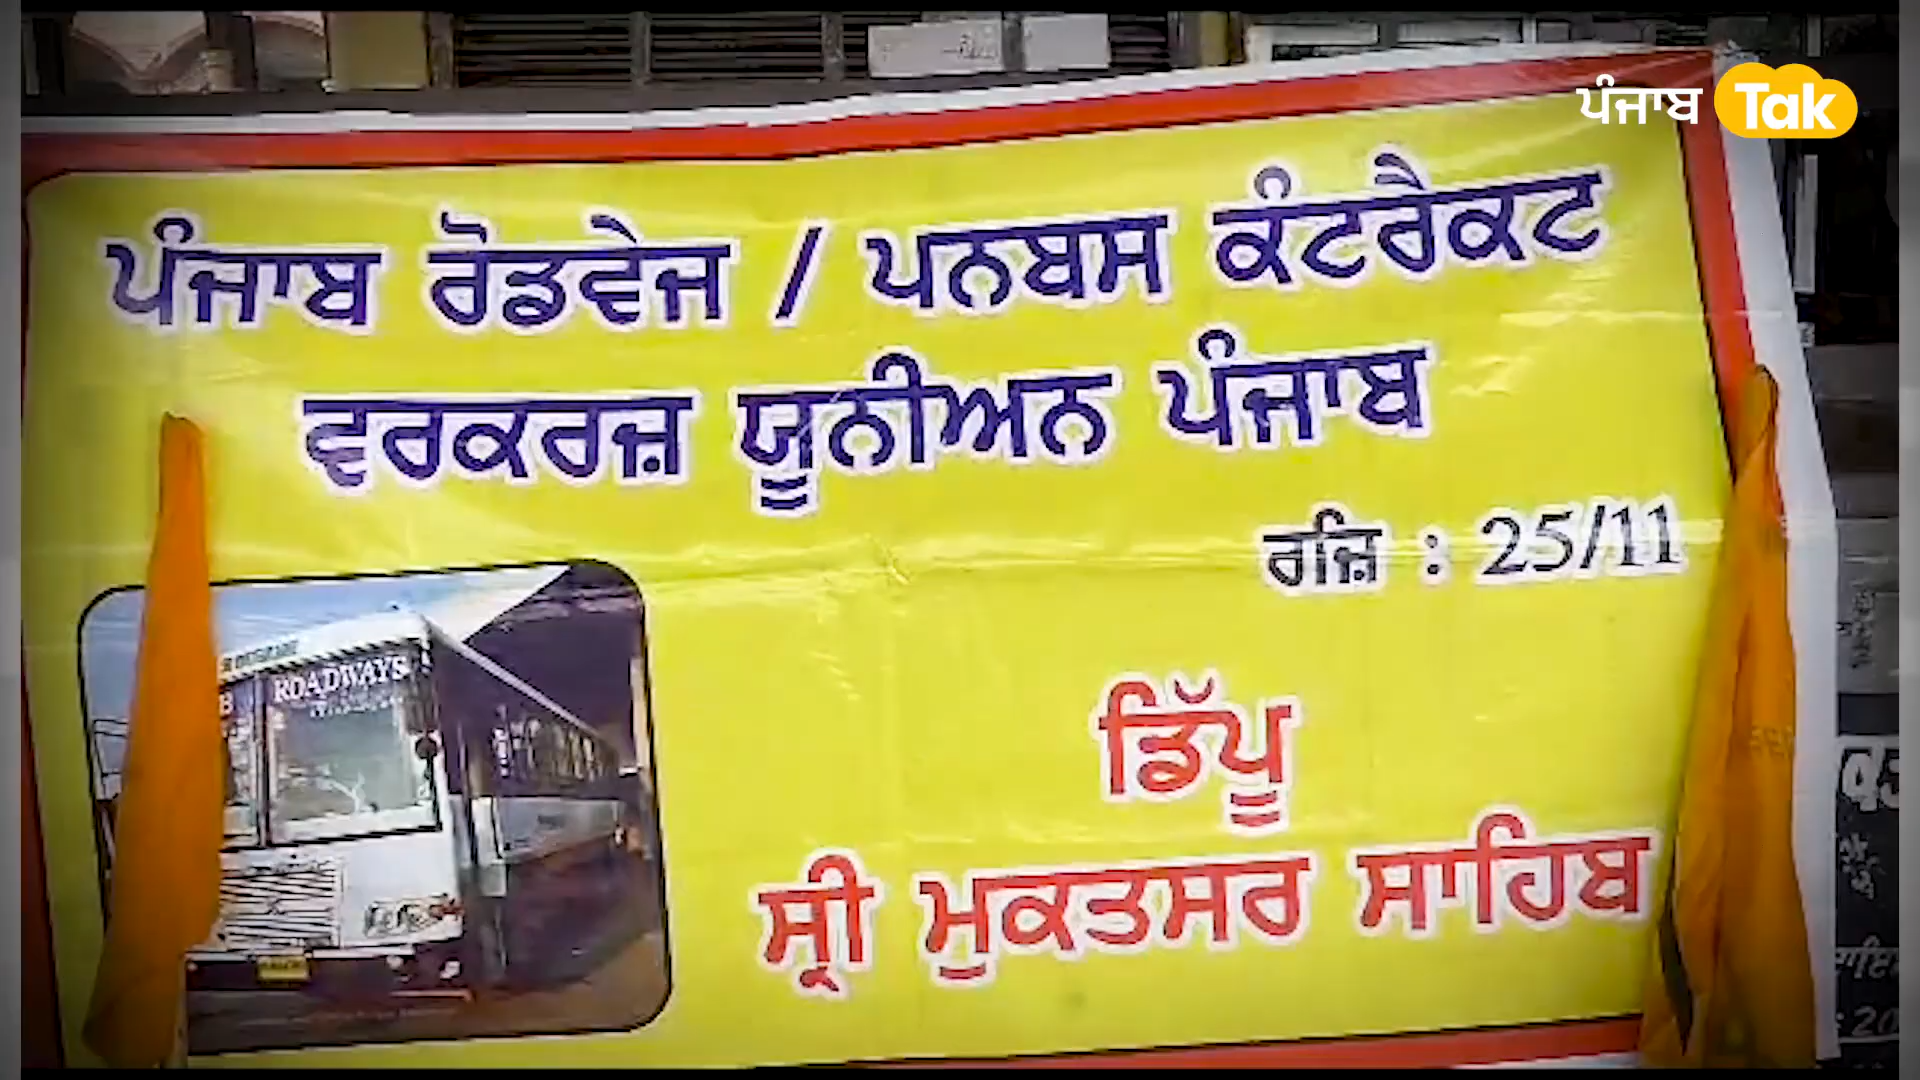 ਪੰਜਾਬ Tak
ਪੰਜਾਬ ਰੋਡਵੇਜ / ਪਨਬਸ ਕੰਟਰੈਕਟ
ਵਰਕਰਜ਼ ਯੂਨੀਅਨ ਪੰਜਾਬ
ਰਜ਼ਿ : 25/11
ROADWAYS
ਡਿੱਪੂ
ਸ੍ਰੀ ਮੁਕਤਸਰ ਸਾਹਿਬ